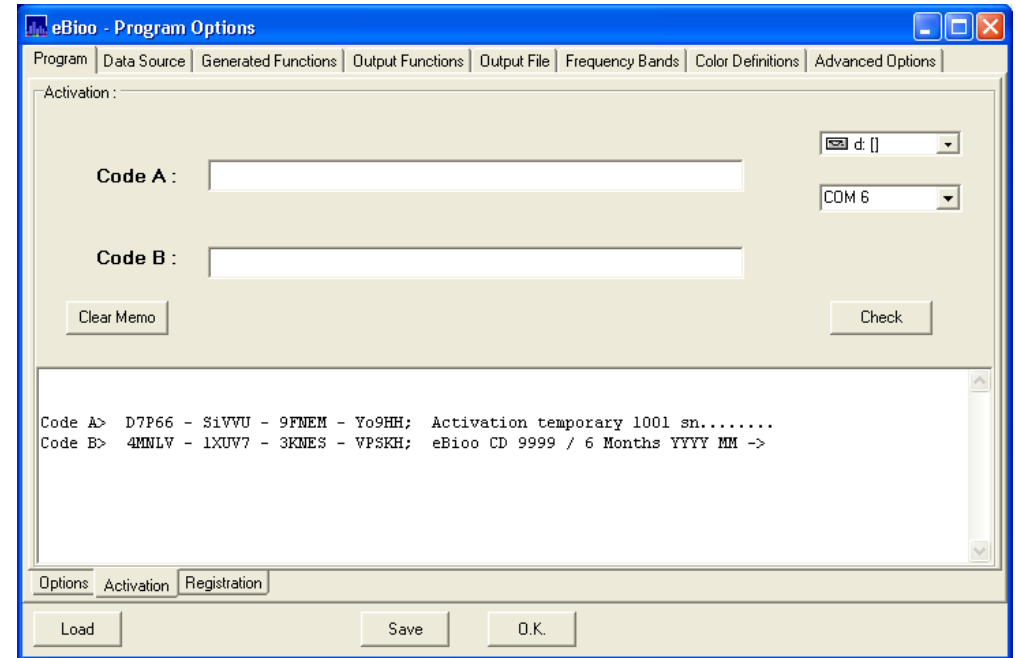 eBioo - Program Options
Program Data Source Generated Functions Output Functions Output File Frequency Bands Color Definitions Advanced Options
Activation :
d: []
Code A :
COM 6
Code B :
Clear Memo Check
Code A> D7P66 - SiVVU - 9FNEM - Yo9HH; Activation temporary 1001 sn........
Code B> 4MNLV - 1XUV7 - 3KNES - VPSKH; eBioo CD 9999 / 6 Months YYYY MM ->
Options Activation Registration
Load Save O.K.